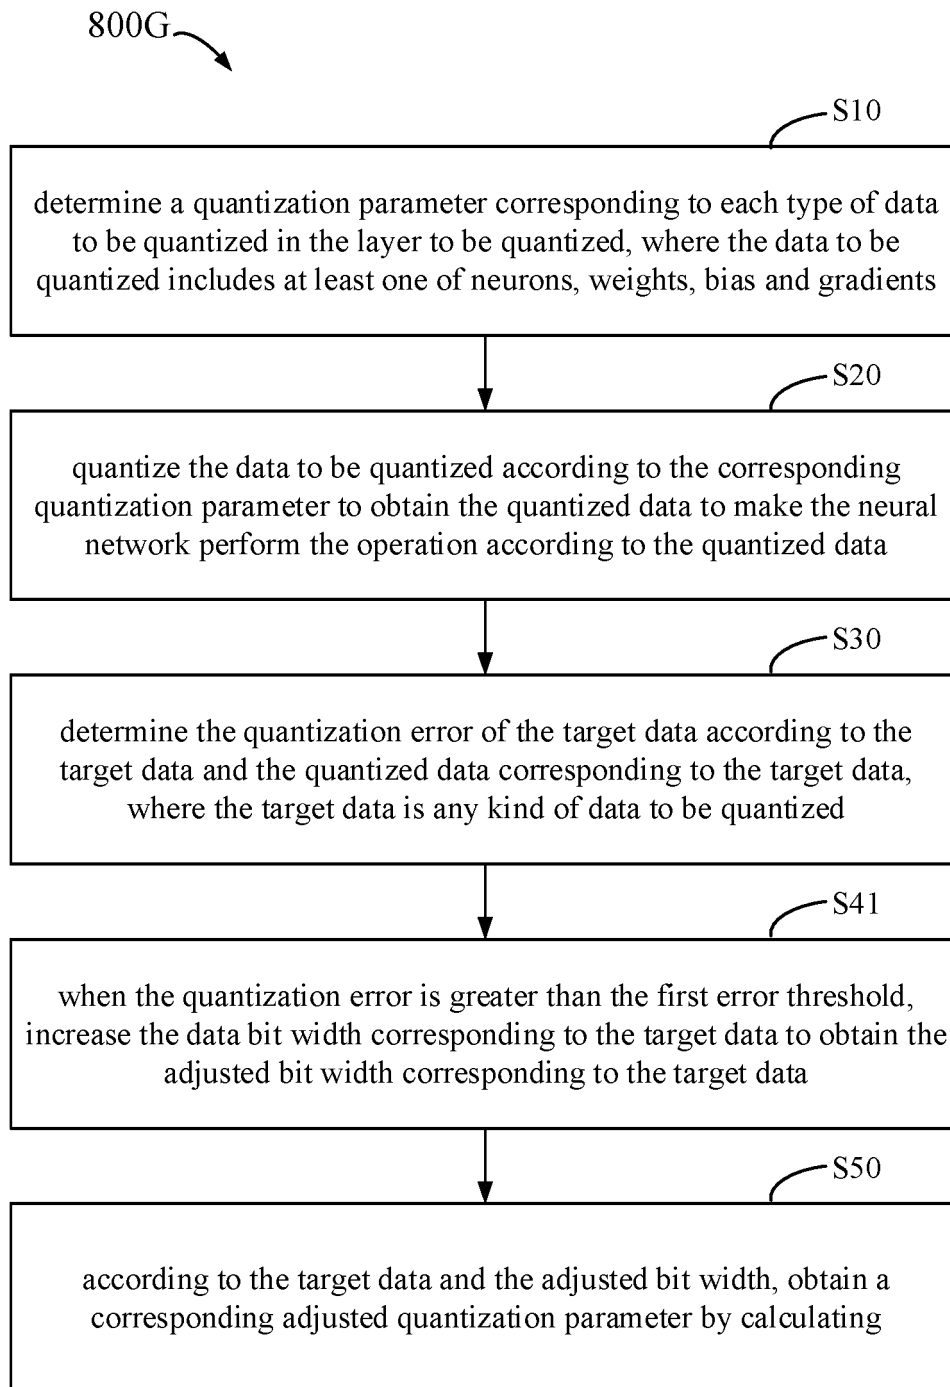 800G
S10
determine a quantization parameter corresponding to each type of data
to be quantized in the layer to be quantized, where the data to be
quantized includes at least one of neurons, weights, bias and gradients
S20
quantize the data to be quantized according to the corresponding
quantization parameter to obtain the quantized data to make the neural
network perform the operation according to the quantized data
S30
determine the quantization error of the target data according to the
target data and the quantized data corresponding to the target data,
where the target data is any kind of data to be quantized
S41
when the quantization error is greater than the first error threshold,
increase the data bit width corresponding to the target data to obtain the
adjusted bit width corresponding to the target data
S50
according to the target data and the adjusted bit width, obtain a
corresponding adjusted quantization parameter by calculating